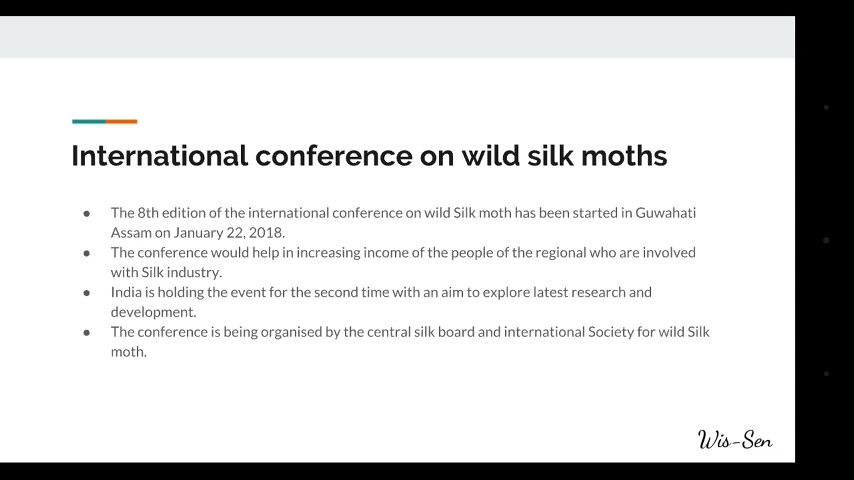 International conference on wild silk moths
● The 8th edition of the international conference on wild Silk moth has been started in Guwahati
Assam on January 22, 2018.
● The conference would help in increasing income of the people of the regional who are involved
with Silk industry.
● India is holding the event for the second time with an aim to explore latest research and
development.
● The conference is being organised by the central silk board and international Society for wild Silk
moth.
Wis-Sen